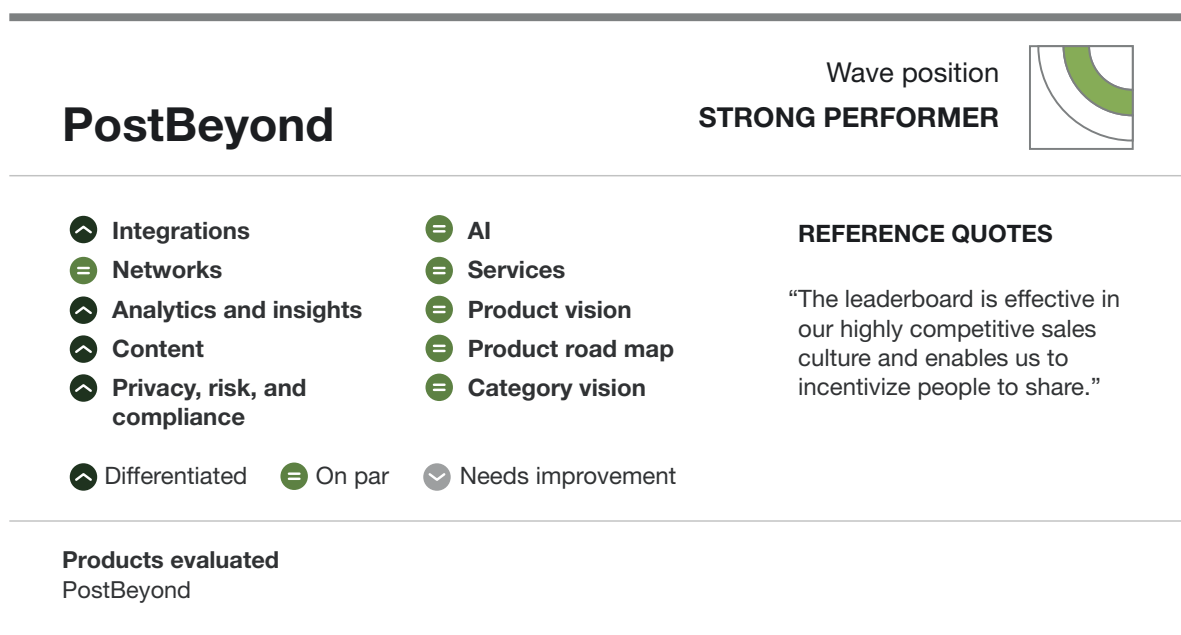 Wave position
STRONG PERFORMER
PostBeyond
Integrations
Networks
Analytics and insights
Content
Privacy, risk, and
compliance
AI
Services
Product vision
Product road map
Category vision
REFERENCE QUOTES
“The leaderboard is effective in
our highly competitive sales
culture and enables us to
incentivize people to share.”
Differentiated
On par
Needs improvement
Products evaluated
PostBeyond